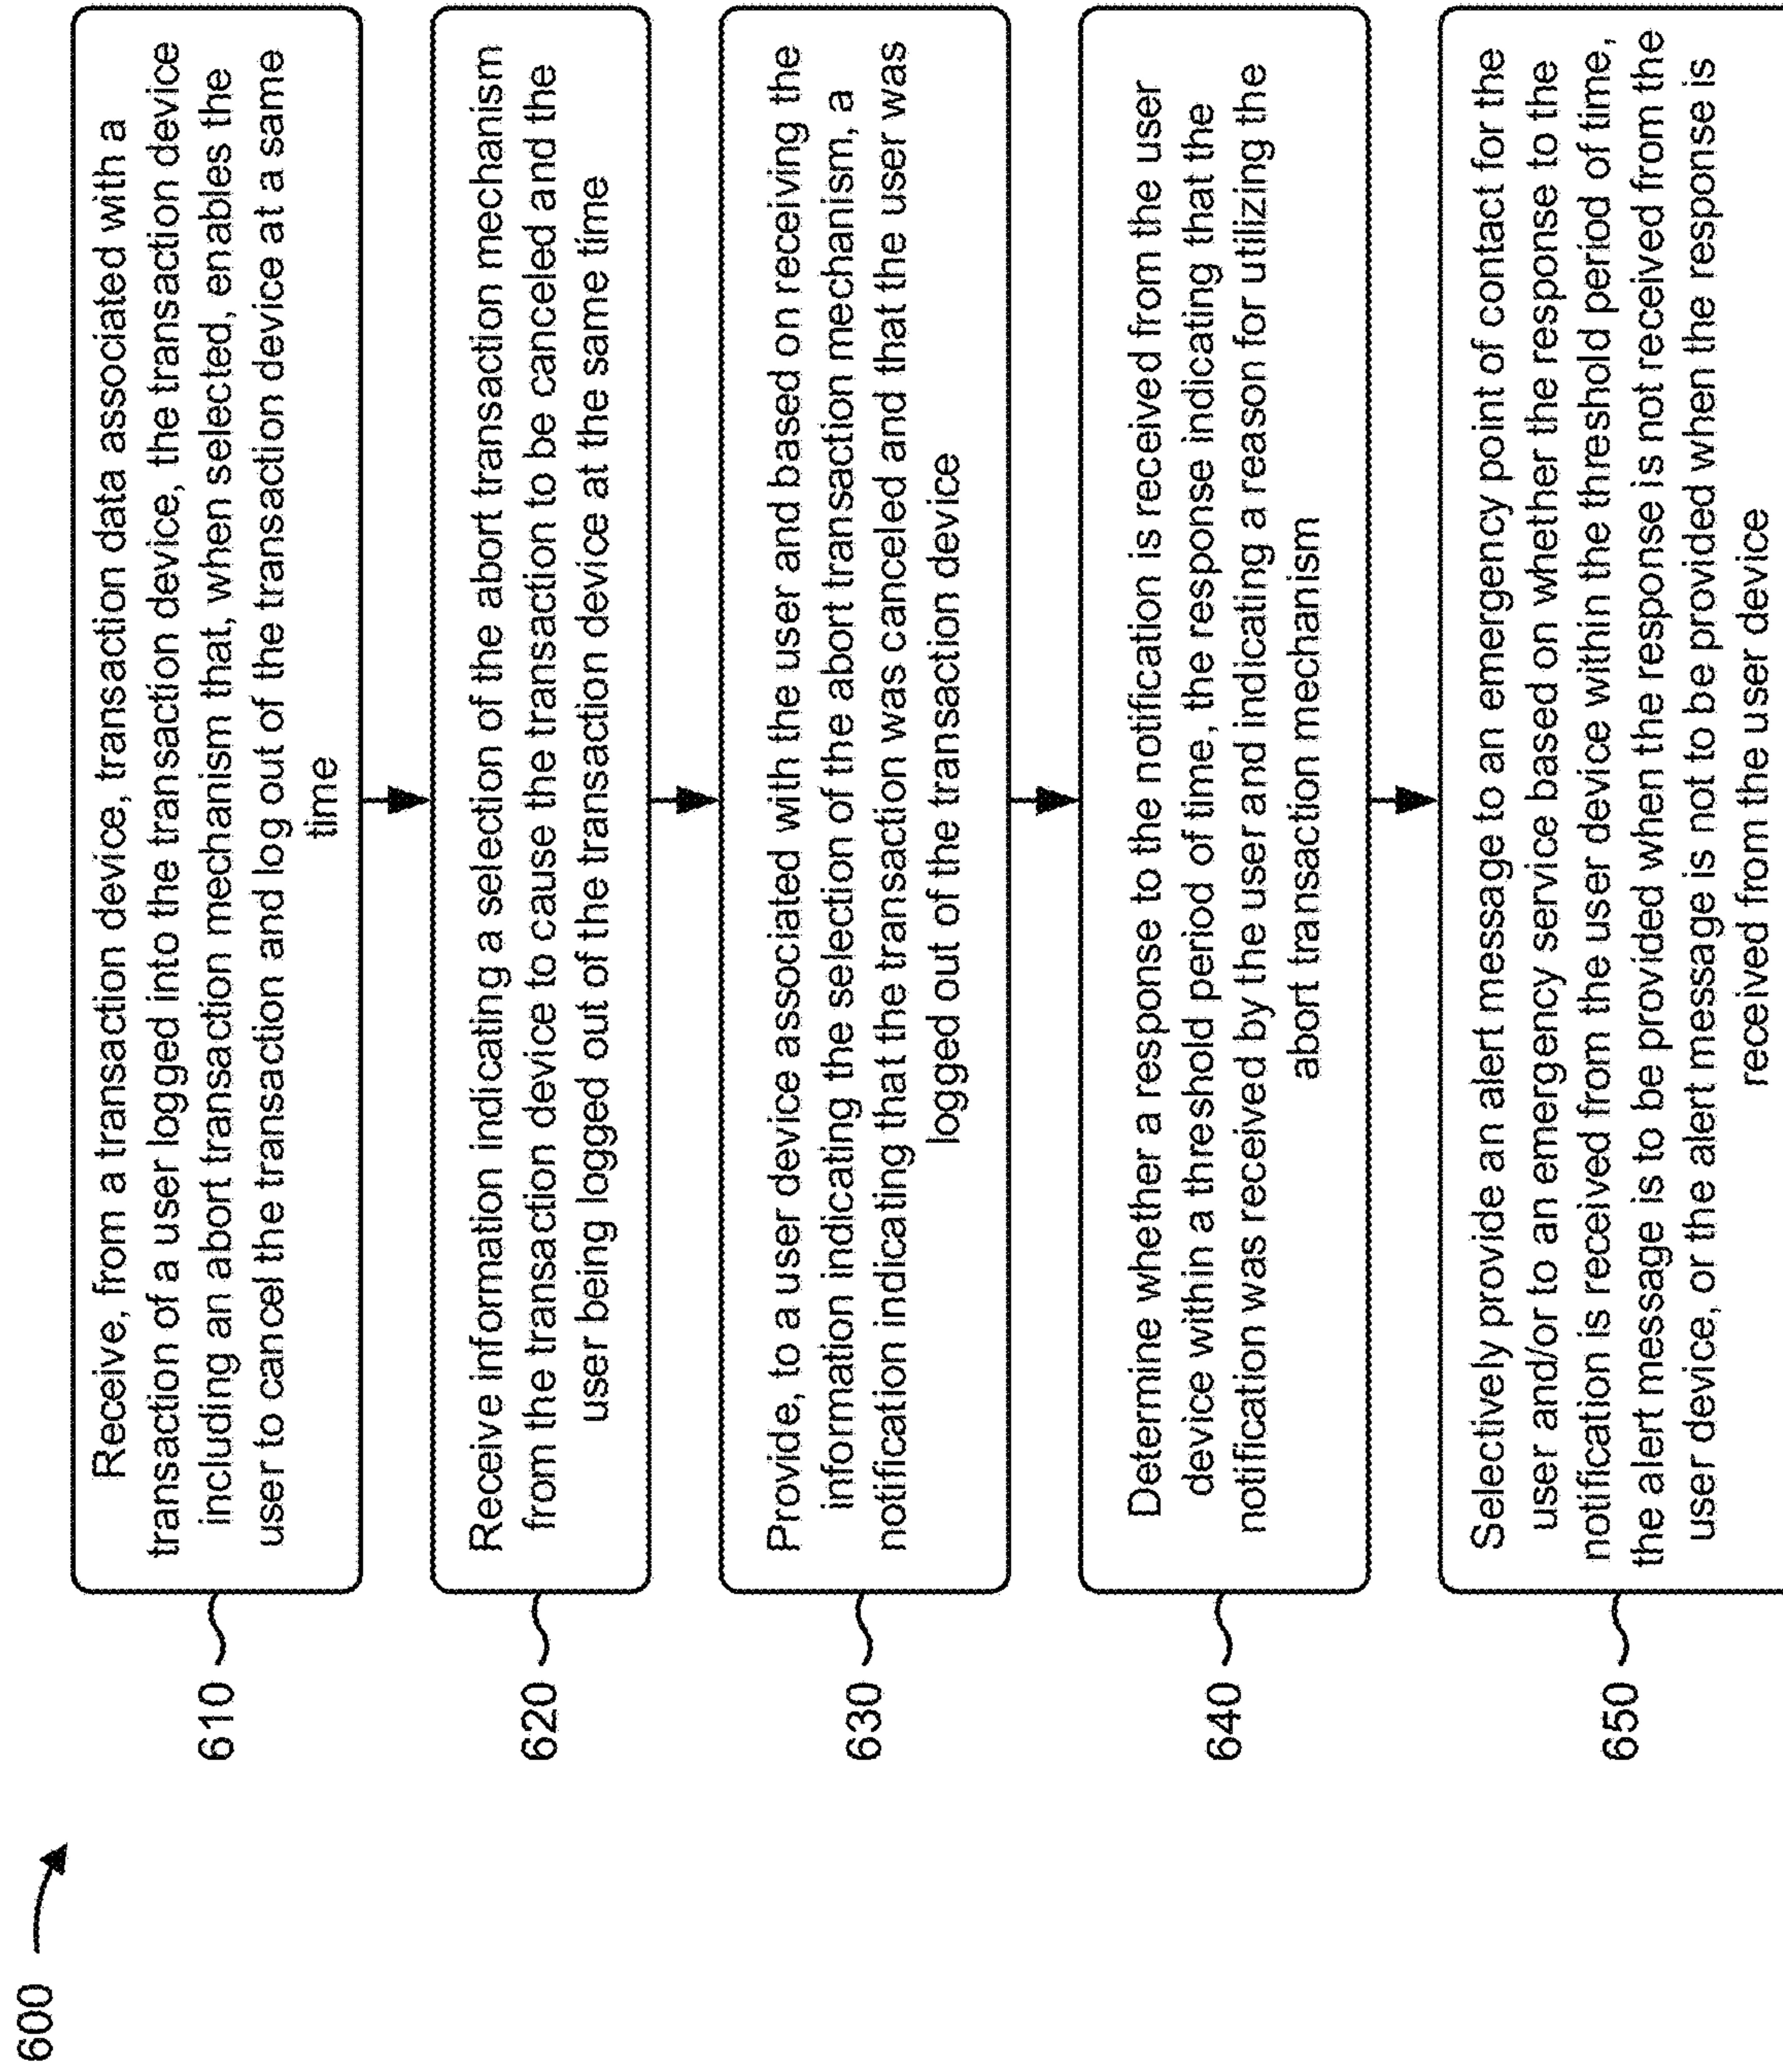 600
610
Receive, from a transaction device, transaction data associated with a
transaction of a user logged into the transaction device, the transaction device
including an abort transaction mechanism that, when selected, enables the
user to cancel the transaction and log out of the transaction device at a same
time
620
Receive information indicating a selection of the abort transaction mechanism
from the transaction device to cause the transaction to be canceled and the
user being logged out of the transaction device at the same time
630
Provide, to a user device associated with the user and based on receiving the
information indicating the selection of the abort transaction mechanism, a
notification indicating that the transaction was canceled and that the user was
logged out of the transaction device
640
Determine whether a response to the notification is received from the user
device within a threshold period of time, the response indicating that the
notification was received by the user and indicating a reason for utilizing the
abort transaction mechanism
650
Selectively provide an alert message to an emergency point of contact for the
user and/or to an emergency service based on whether the response to the
notification is received from the user device within the threshold period of time,
the alert message is to be provided when the response is not received from the
user device, or the alert message is not to be provided when the response is
received from the user device